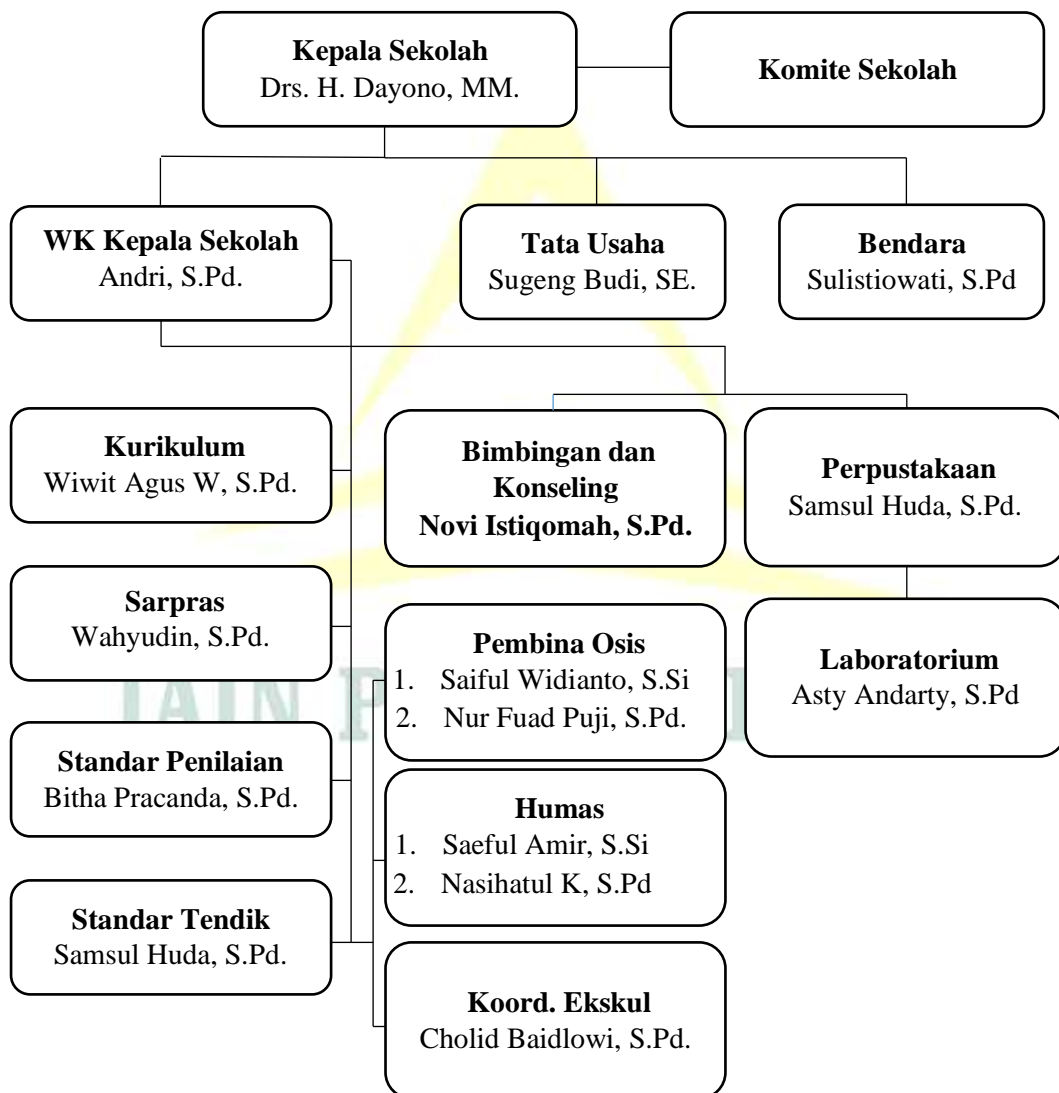 Kepala Sekolah
Drs. H. Dayono, MM.
Komite Sekolah
WK Kepala Sekolah
Andri, S.Pd.
Tata Usaha
Sugeng Budi, SE.
Bendara
Sulistiowati, S.Pd
Kurikulum
Wiwit Agus W, S.Pd.
Bimbingan dan
Konseling
Novi Istiqomah, S.Pd.
Perpustakaan
Samsul Huda, S.Pd.
Sarpras
Wahyudin, S.Pd.
Pembina Osis
1. Saiful Widianto, S.Si
2. Nur Fuad Puji, S.Pd.
Laboratorium
Asty Andarty, S.Pd
IAIN
Standar Penilaian
Bitha Pracanda, S.Pd.
Humas
1. Saeful Amir, S.Si
2. Nasihatul K, S.Pd
Standar Tendik
Samsul Huda, S.Pd.
Koord. Ekskul
Cholid Baidlowi, S.Pd.